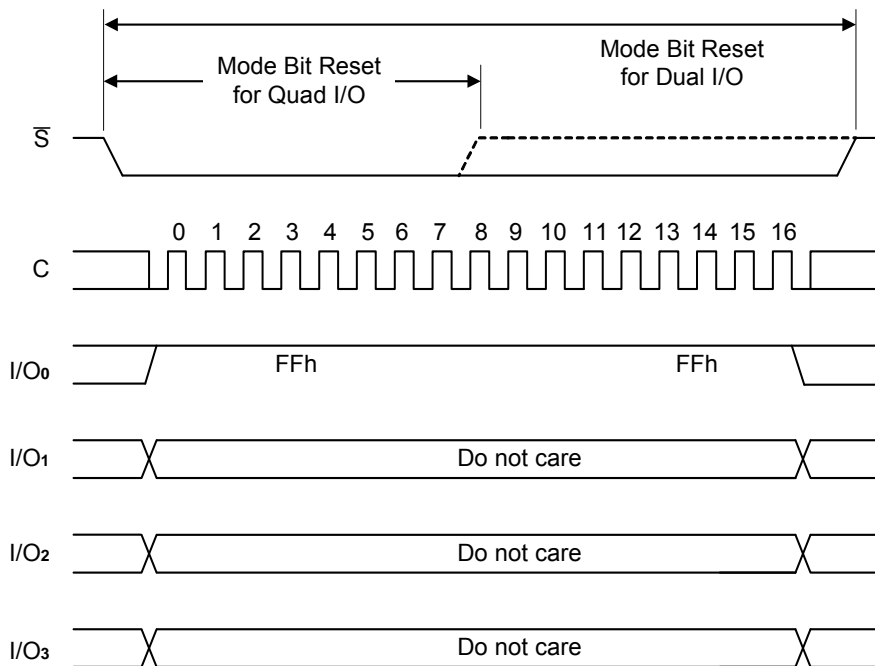 Mode Bit Reset
for Quad I/O
Mode Bit Reset
for Dual I/O
S̅
0 1 2 3 4 5 6 7 8 9 10 11 12 13 14 15 16
C
I/O0 FFh FFh
I/O1 Do not care
I/O2 Do not care
I/O3 Do not care